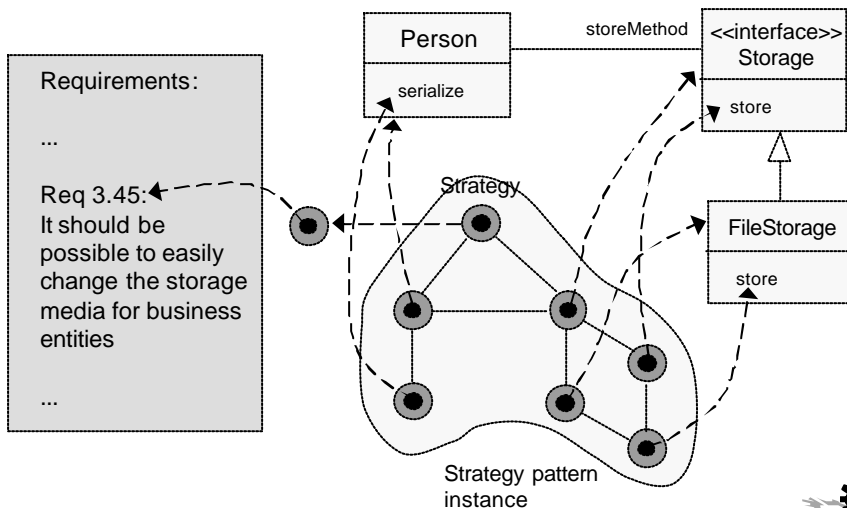 Requirements:
...
Req 3.45:
It should be
possible to easily
change the storage
media for business
entities
...
Person
serialize
storeMethod
<<interface>>
Storage
store
FileStorage
store
Strategy
Strategy pattern
instance